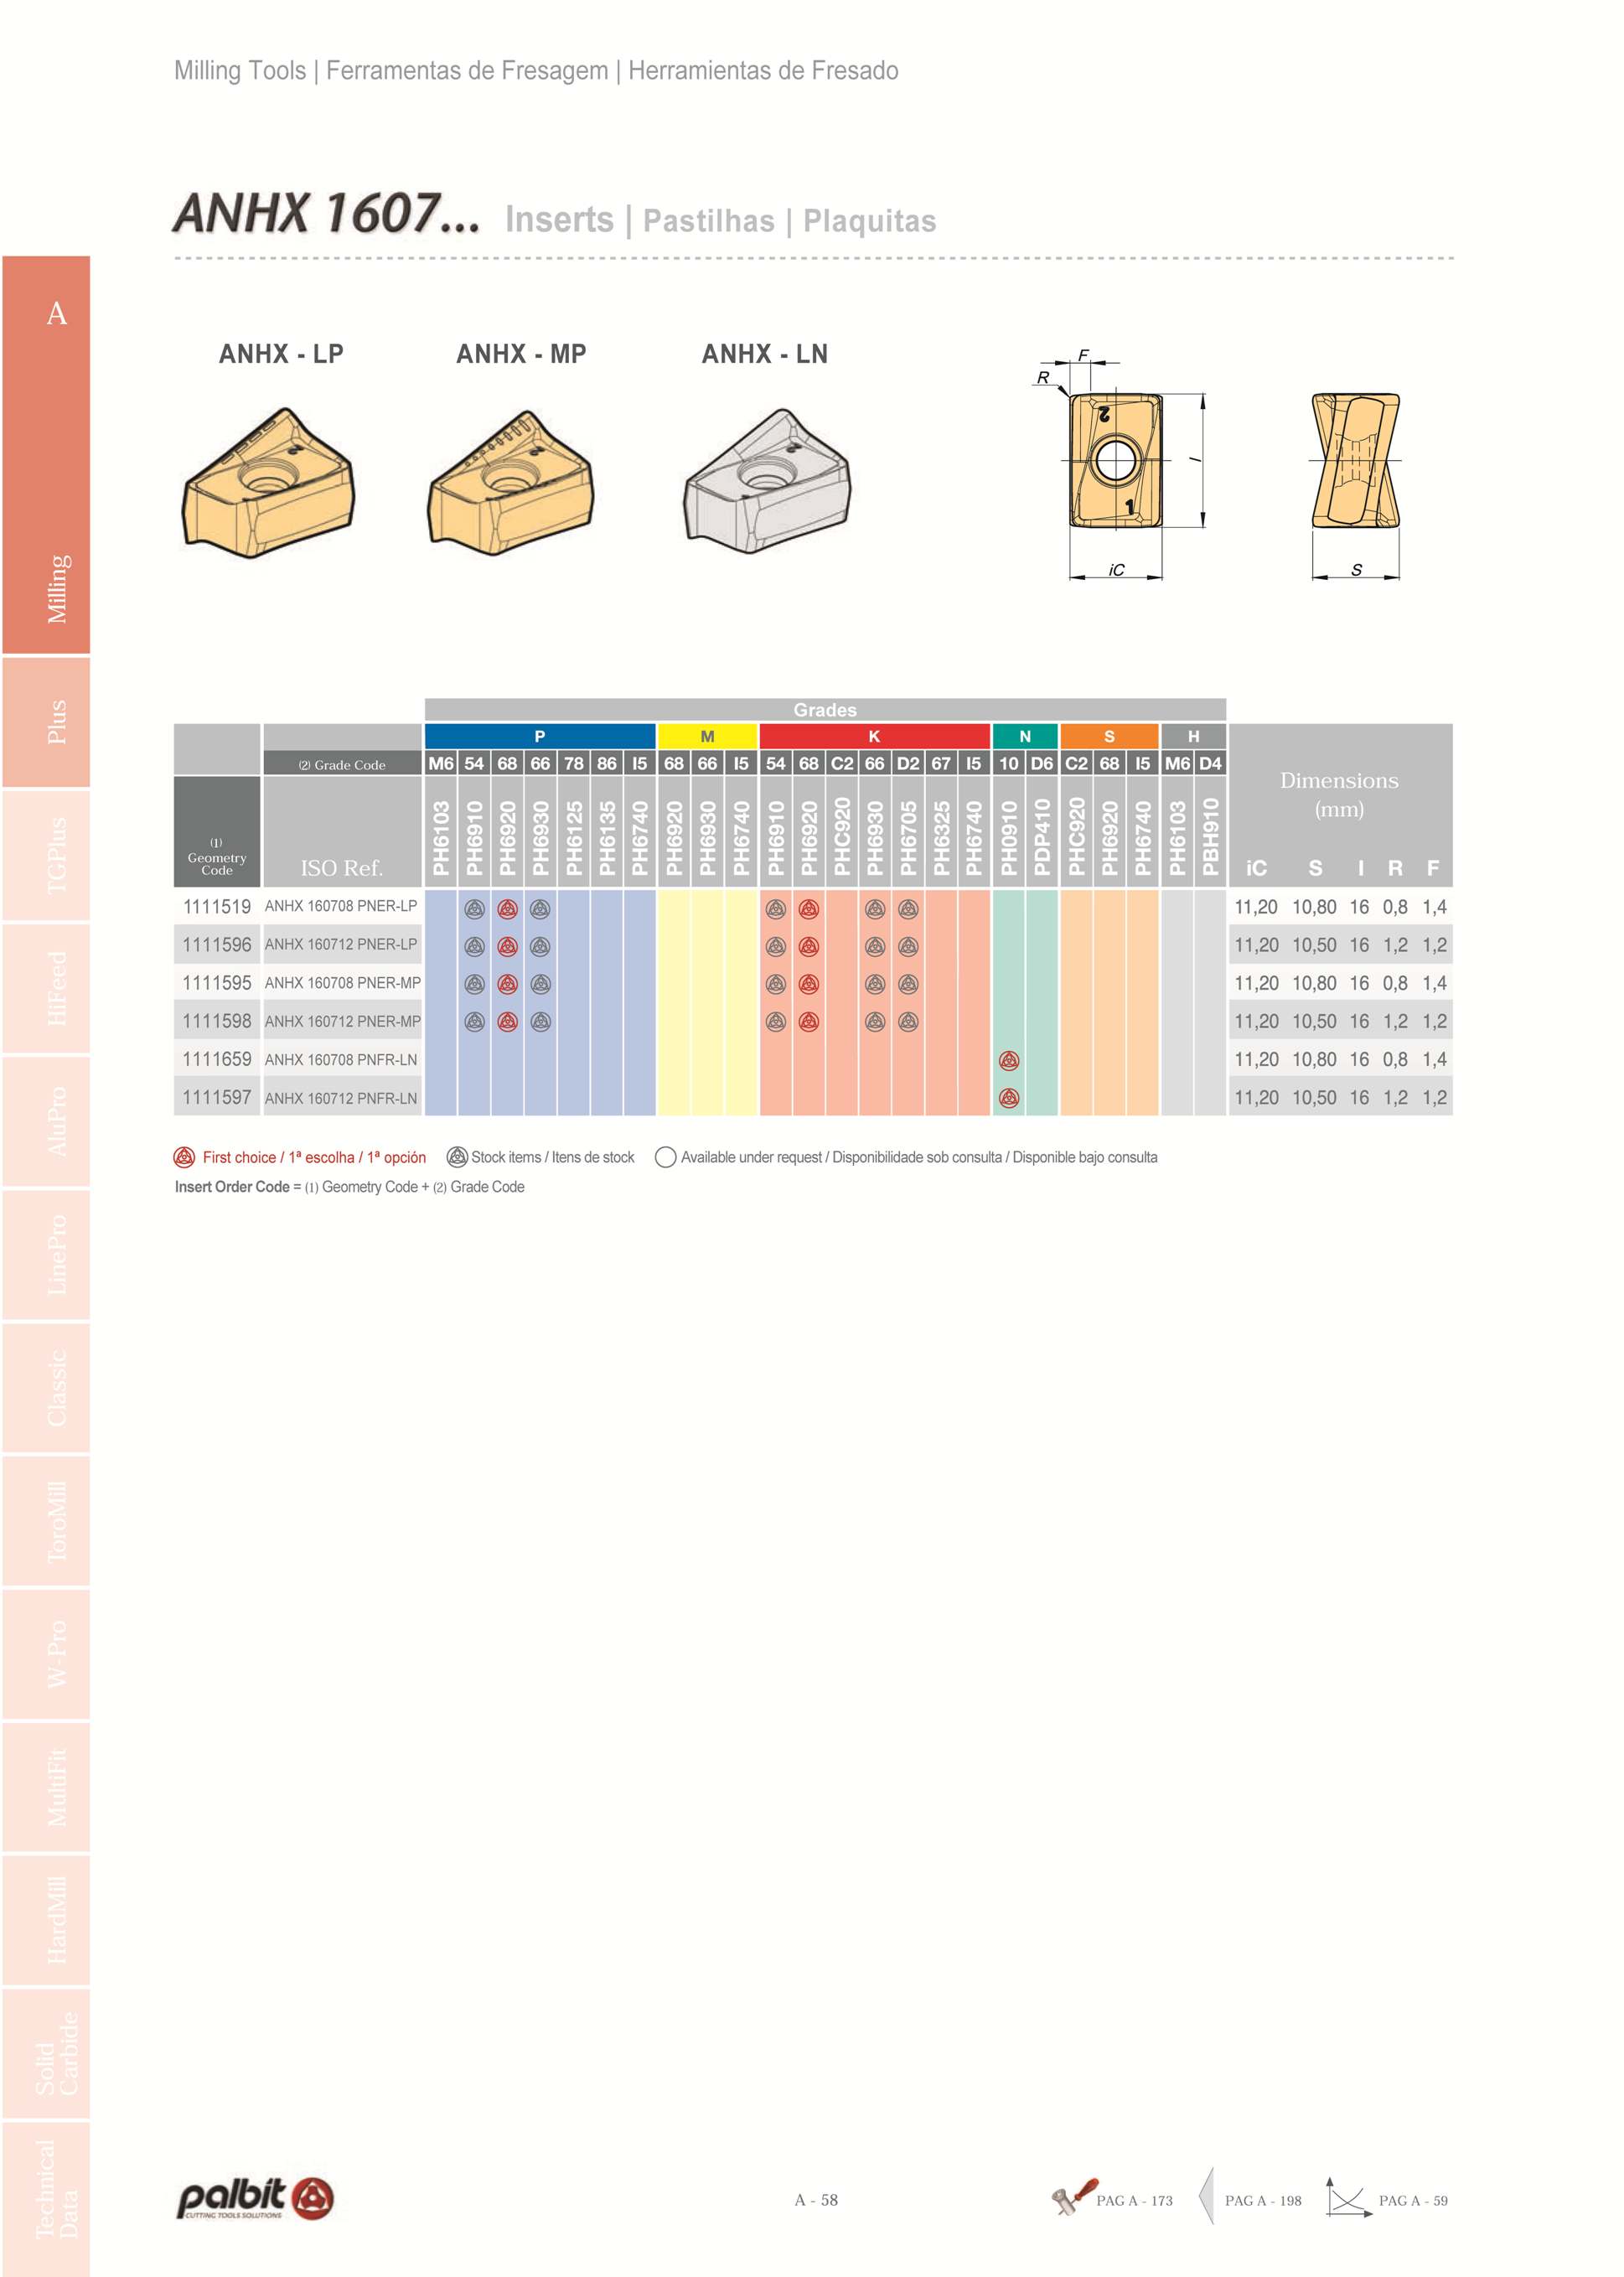 Milling Tools | Ferramentas de Fresagem | Herramientas de Fresado
ANHX 1607... Inserts | Pastilhas | Plaquitas
A
Milling
Plus
TGPlus
HiFeed
AluPro
LinePro
Classic
ToroMill
W-Pro
MultiFit
HardMill
Solid
Carbide
Technical
Data
ANHX - LP
ANHX - MP
ANHX - LN
F
R
2
1
l
iC
S
Grades
P M K N S H
(2) Grade Code M6 54 68 66 78 86 I5 68 66 I5 54 68 C2 66 D2 67 I5 10 D6 C2 68 I5 M6 D4
Dimensions
(mm)
(1)
Geometry
Code
ISO Ref. PH6103 PH6910 PH6920 PH6930 PH6125 PH6135 PH6740 PH6920 PH6930 PH6740 PH6910 PH6920 PHC920 PH6930 PH6705 PH6325 PH6740 PH0910 PDP410 PHC920 PH6920 PH6740 PH6103 PBH910 iC S I R F
1111519 ANHX 160708 PNER-LP 11,20 10,80 16 0,8 1,4
1111596 ANHX 160712 PNER-LP 11,20 10,50 16 1,2 1,2
1111595 ANHX 160708 PNER-MP 11,20 10,80 16 0,8 1,4
1111598 ANHX 160712 PNER-MP 11,20 10,50 16 1,2 1,2
1111659 ANHX 160708 PNFR-LN 11,20 10,80 16 0,8 1,4
1111597 ANHX 160712 PNFR-LN 11,20 10,50 16 1,2 1,2
First choice / 1ª escolha / 1ª opción Stock items / Itens de stock Available under request / Disponibilidade sob consulta / Disponible bajo consulta
Insert Order Code = (1) Geometry Code + (2) Grade Code
palbit
CUTTING TOOLS SOLUTIONS
A - 58
PAG A - 173
PAG A - 198
PAG A - 59